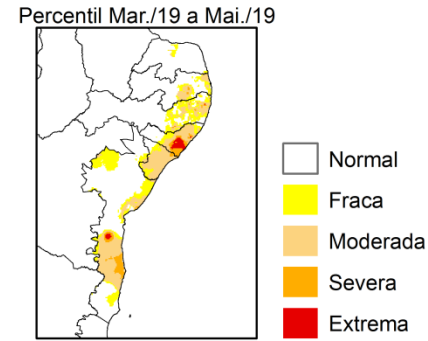 Percentil Mar./19 a Mai./19
Normal
Fraca
Moderada
Severa
Extrema